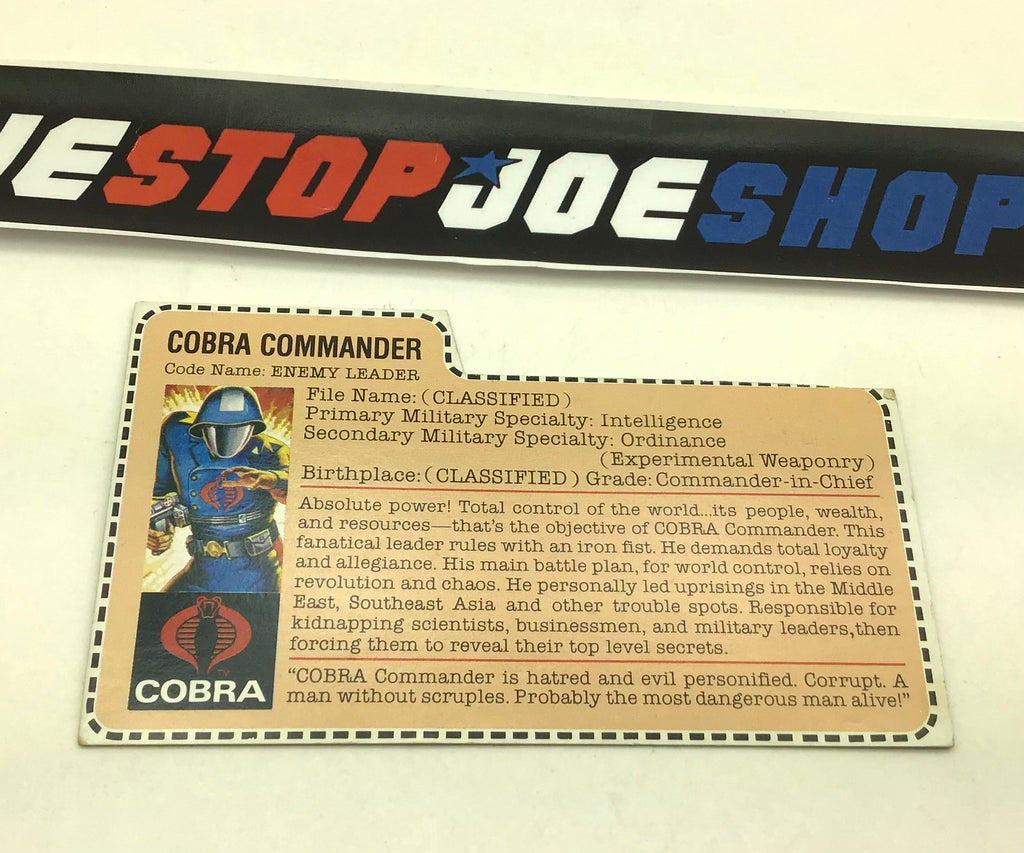 E STOP JOE SHOP
COBRA COMMANDER
Code Name: ENEMY LEADER
File Name: (CLASSIFIED)
Primary Military Specialty: Intelligence
Secondary Military Specialty: Ordinance
(Experimental Weaponry)
Birthplace: (CLASSIFIED) Grade: Commander-in-Chief
Absolute power! Total control of the world...its people, wealth,
and resources—that's the objective of COBRA Commander. This
fanatical leader rules with an iron fist. He demands total loyalty
and allegiance. His main battle plan, for world control, relies on
revolution and chaos. He personally led uprisings in the Middle
East, Southeast Asia and other trouble spots. Responsible for
kidnapping scientists, businessmen, and military leaders,then
forcing them to reveal their top level secrets.
"COBRA Commander is hatred and evil personified. Corrupt. A
man without scruples. Probably the most dangerous man alive!"
TM
COBRA